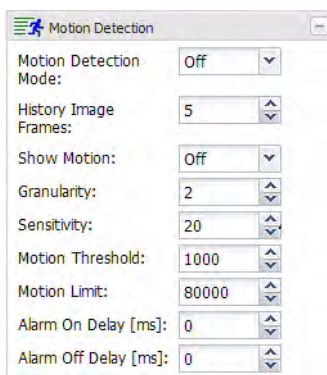 Motion Detection
Motion Detection Mode: Off
History Image Frames: 5
Show Motion: Off
Granularity: 2
Sensitivity: 20
Motion Threshold: 1000
Motion Limit: 80000
Alarm On Delay [ms]: 0
Alarm Off Delay [ms]: 0